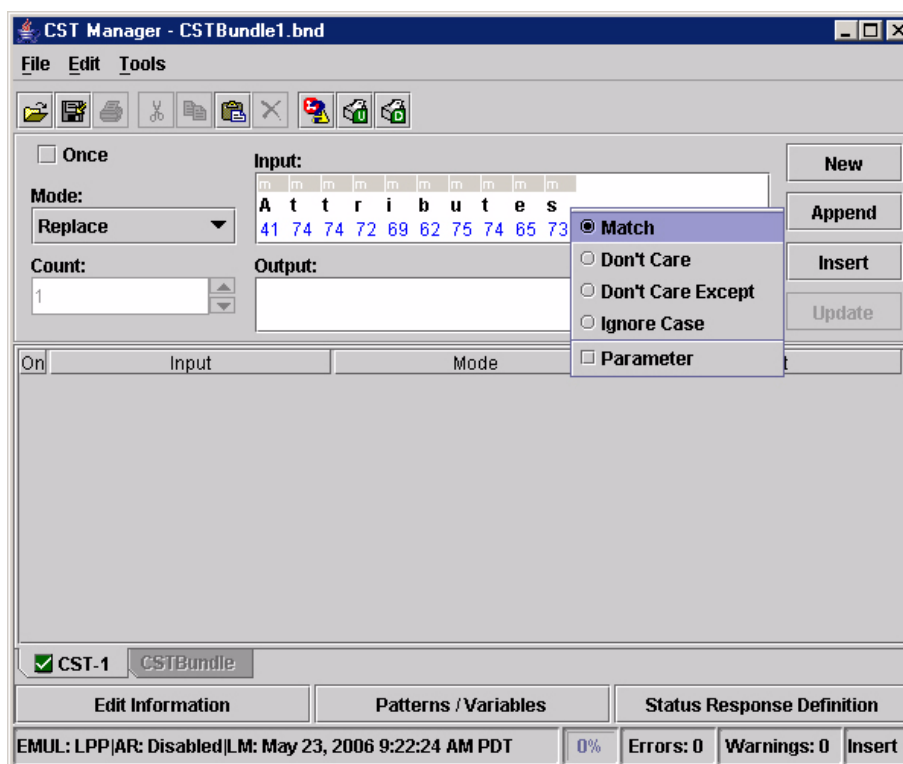 CST Manager - CSTBundle1.bnd
File Edit Tools
Once
Input:
New
m m m m m m m m m m
Mode:
A t t r i b u t e s
Replace
41 74 74 72 69 62 75 74 65 73
Match
Append
Count:
Output:
Don't Care
Insert
1
Don't Care Except
Ignore Case
Update
Parameter
On Input Mode t
CST-1 CSTBundle
Edit Information Patterns / Variables Status Response Definition
EMUL: LPP|AR: Disabled|LM: May 23, 2006 9:22:24 AM PDT 0% Errors: 0 Warnings: 0 Insert